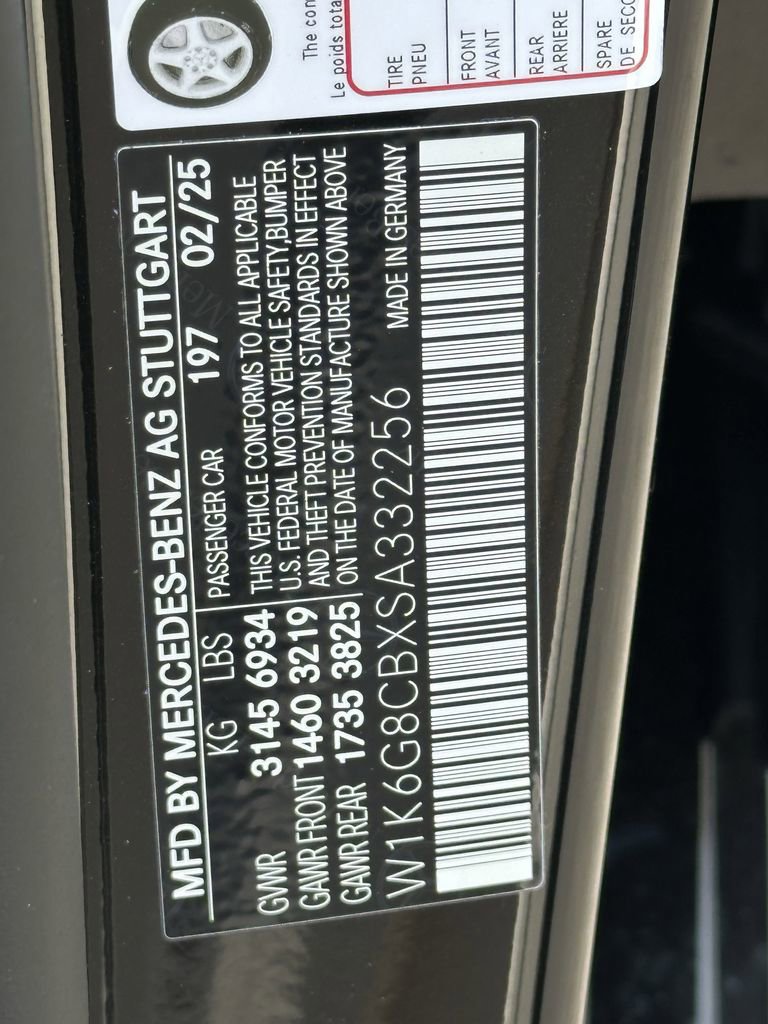 MFD BY MERCEDES-BENZ AG STUTTGART
KG LBS
GVWR 3145 6934
GAWR FRONT 1460 3219
GAWR REAR 1735 3825
PASSENGER CAR 197 02/25
THIS VEHICLE CONFORMS TO ALL APPLICABLE
U.S. FEDERAL MOTOR VEHICLE SAFETY,BUMPER
AND THEFT PREVENTION STANDARDS IN EFFECT
ON THE DATE OF MANUFACTURE SHOWN ABOVE
W1K6G8CBXSA332256 MADE IN GERMANY
The
Le poids
TIRE
PNEU
FRONT
AVANT
REAR
ARRIERE
SPARE
DE